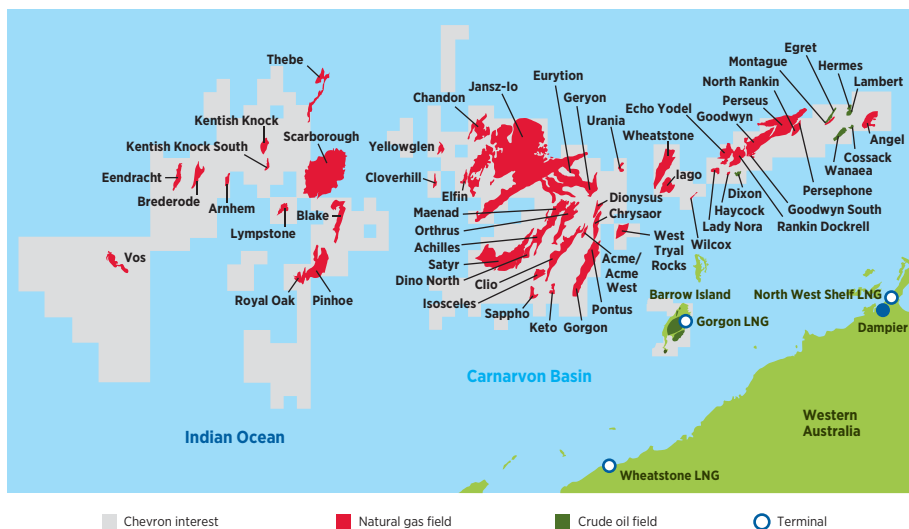 Egret
Montague
Hermes
Thebe
Eurytion
Jansz-Io
North Rankin
Lambert
Chandon
Geryon
Echo Yodel
Perseus
Kentish Knock
Urania
Goodwyn
Wheatstone
Scarborough
Angel
Kentish Knock South
Yellowglen
Cossack
Wanaea
Eendracht
Cloverhill
Iago
Elfin
Dionysus
Dixon
Persephone
Brederode
Arnhem
Blake
Maenad
Chrysaor
Haycock
Goodwyn South
Lympstone
Orthrus
Lady Nora
Rankin Dockrell
Achilles
West
Tryal
Rocks
Wilcox
Vos
Satyr
Acme/
Acme
West
Dino North
Clio
Royal Oak
Pinhoe
Isosceles
Pontus
Barrow Island
North West Shelf LNG
Sappho
Keto
Gorgon
Gorgon LNG
Dampier
Carnarvon Basin
Western
Australia
Indian Ocean
Wheatstone LNG
Chevron interest
Natural gas field
Crude oil field
Terminal